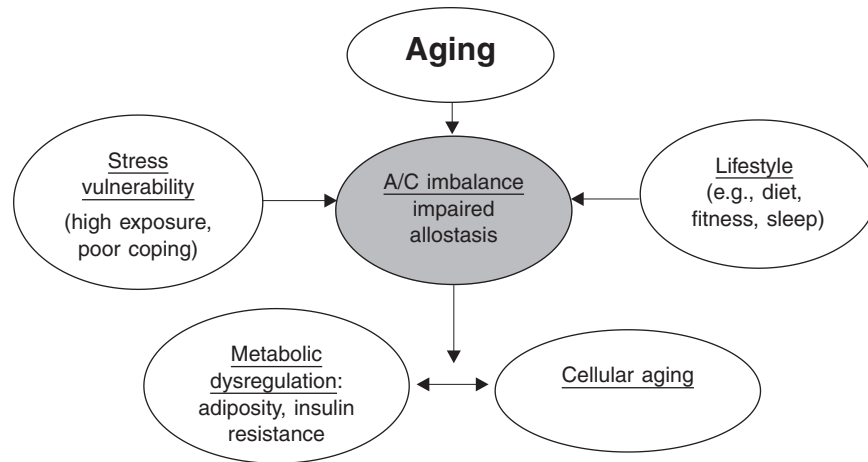 Aging
Stress
vulnerability
(high exposure,
poor coping)
A/C imbalance
impaired
allostasis
Lifestyle
(e.g., diet,
fitness, sleep)
Metabolic
dysregulation:
adiposity, insulin
resistance
Cellular aging